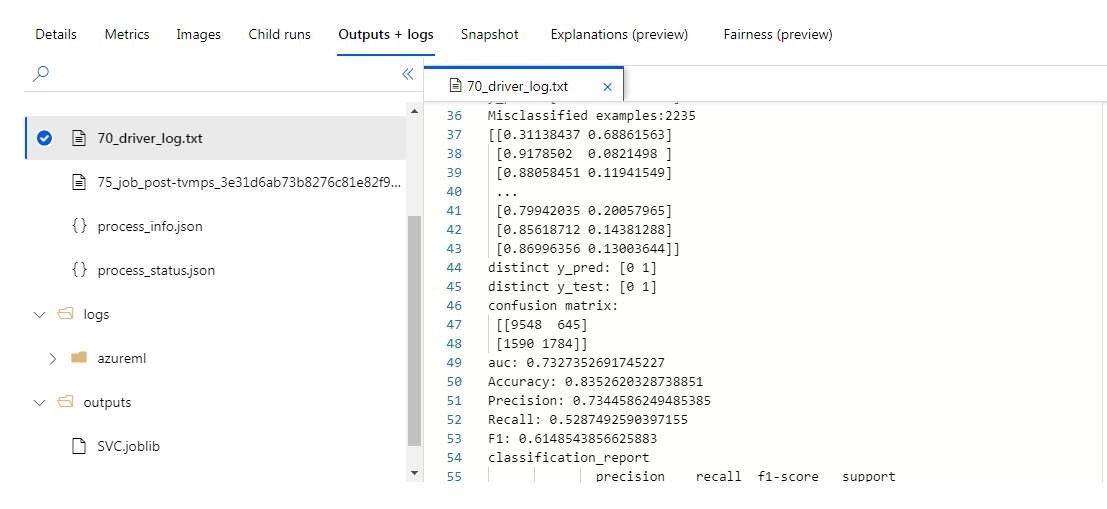 Details Metrics Images Child runs Outputs + logs Snapshot Explanations (preview) Fairness (preview)
70_driver_log.txt
75_job_post-tvmps_3e31d6ab73b8276c81e82f9...
process_info.json
process_status.json
logs
azureml
outputs
SVC.joblib
70_driver_log.txt
36 Misclassified examples:2235
37 [[0.31138437 0.68861563]
38 [0.9178502  0.0821498 ]
39 [0.88058451 0.11941549]
40 ...
41 [0.79942035 0.20057965]
42 [0.85618712 0.14381288]
43 [0.86996356 0.13003644]]
44 distinct y_pred: [0 1]
45 distinct y_test: [0 1]
46 confusion matrix:
47 [[9548  645]
48 [1590 1784]]
49 auc: 0.7327352691745227
50 Accuracy: 0.8352620328738851
51 Precision: 0.7344586249485385
52 Recall: 0.5287492590397155
53 F1: 0.6148543856625883
54 classification_report
55 precision    recall  f1-score   support